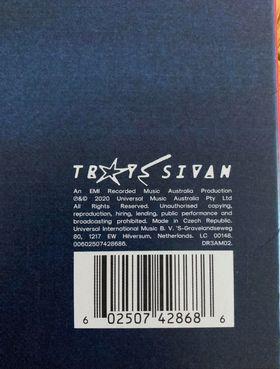 TROYE SIVAN
An EMI Recorded Music Australia Production
℗&© 2020 Universal Music Australia Pty Ltd
All Rights Reserved. Unauthorised copying,
reproduction, hiring, lending, public performance and
broadcasting prohibited. Made in Czech Republic.
Universal International Music B. V. 'S-Gravelandseweg
80, 1217 EW Hilversum, Netherlands. LC 00148.
00602507428686. DR3AM02.
6 02507 42868 6